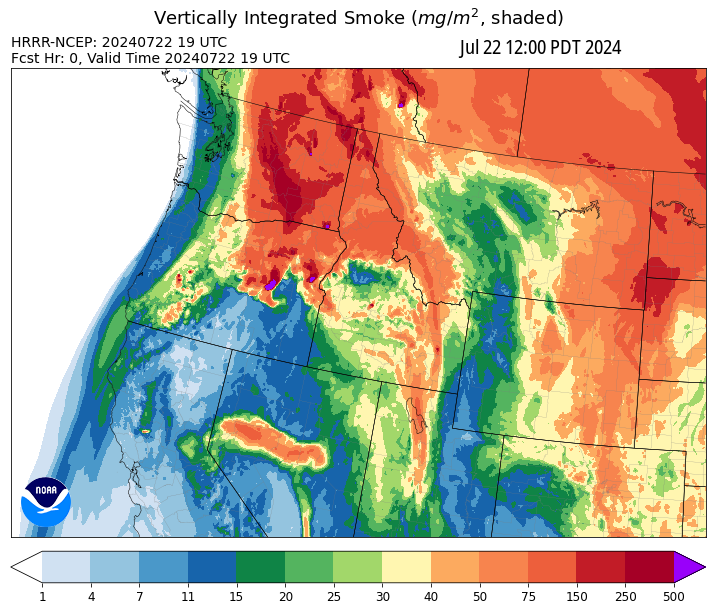 Vertically Integrated Smoke (mg/m², shaded)
HRRR-NCEP: 20240722 19 UTC
Jul 22 12:00 PDT 2024
Fcst Hr: 0, Valid Time 20240722 19 UTC
NOAA
1 4 7 11 15 20 25 30 40 50 75 150 250 500